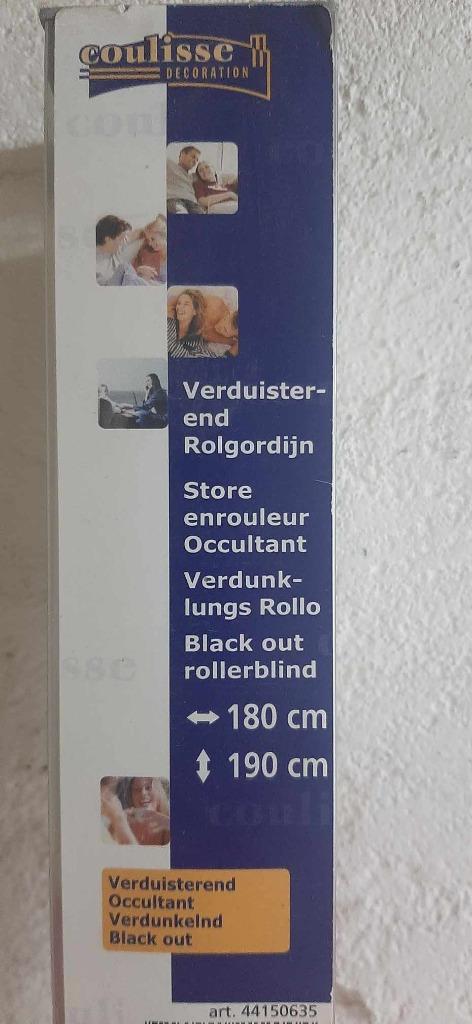 coulisse
DECORATION
Verduister-
end
Rolgordijn
Store
enrouleur
Occultant
Verdunk-
lungs Rollo
Black out
rollerblind
180 cm
190 cm
Verduisterend
Occultant
Verdunkelnd
Black out
art. 44150635